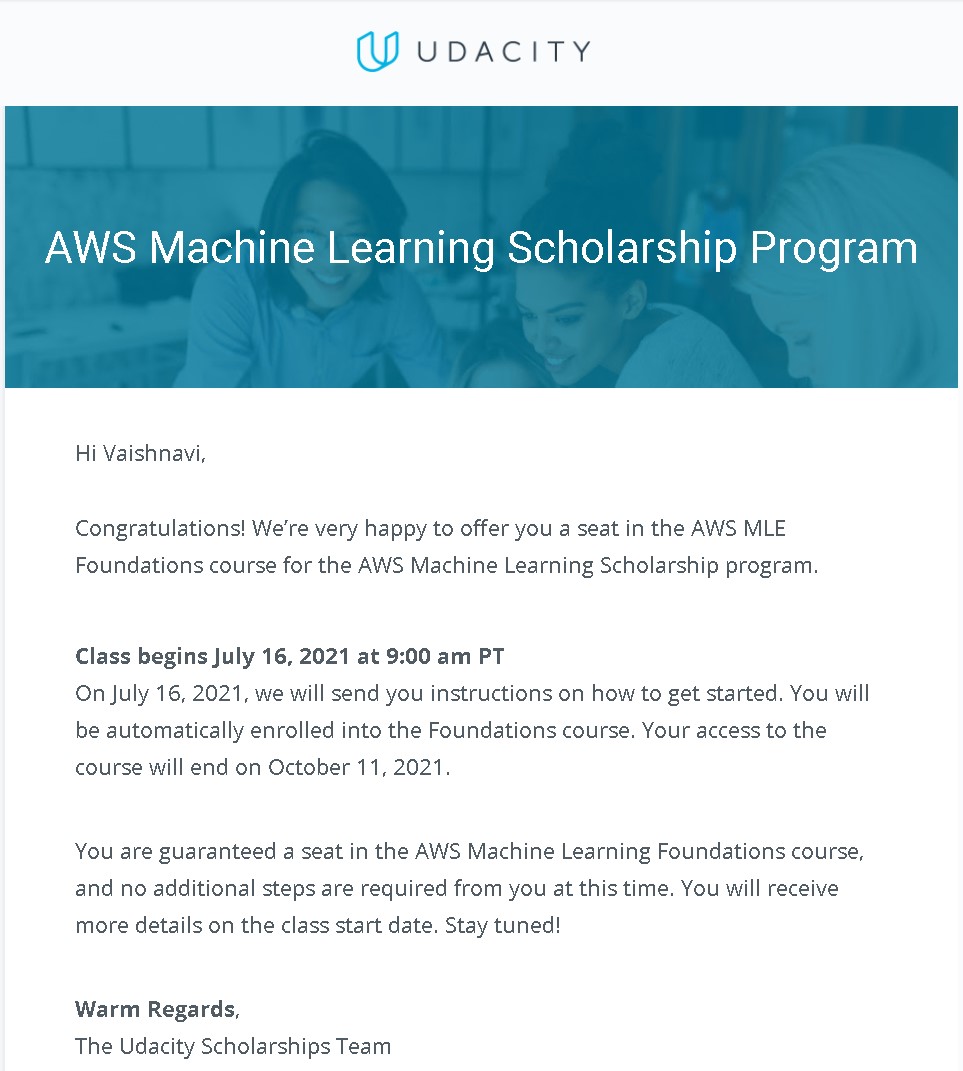 UDACITY
AWS Machine Learning Scholarship Program
Hi Vaishnavi,
Congratulations! We’re very happy to offer you a seat in the AWS MLE
Foundations course for the AWS Machine Learning Scholarship program.
Class begins July 16, 2021 at 9:00 am PT
On July 16, 2021, we will send you instructions on how to get started. You will
be automatically enrolled into the Foundations course. Your access to the
course will end on October 11, 2021.
You are guaranteed a seat in the AWS Machine Learning Foundations course,
and no additional steps are required from you at this time. You will receive
more details on the class start date. Stay tuned!
Warm Regards,
The Udacity Scholarships Team